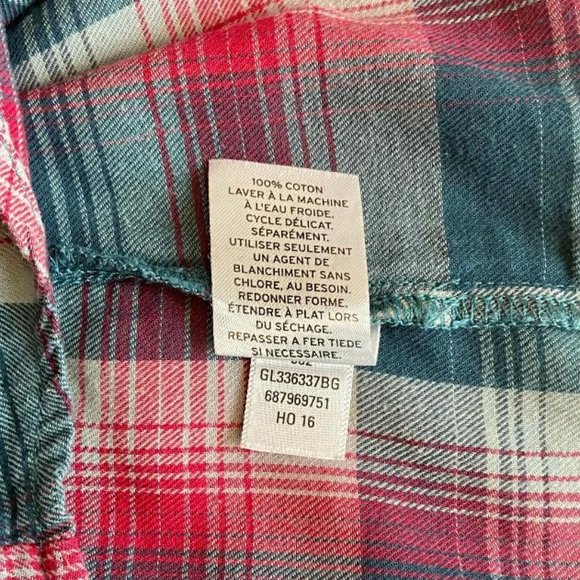 100% COTON
LAVER À LA MACHINE
À L'EAU FROIDE.
CYCLE DÉLICAT.
SÉPARÉMENT.
UTILISER SEULEMENT
UN AGENT DE
BLANCHIMENT SANS
CHLORE, AU BESOIN.
REDONNER FORME.
ÉTENDRE À PLAT LORS
DU SÉCHAGE.
REPASSER A FER TIEDE
SI NECESSAIRE.
GL336337BG
687969751
HO 16